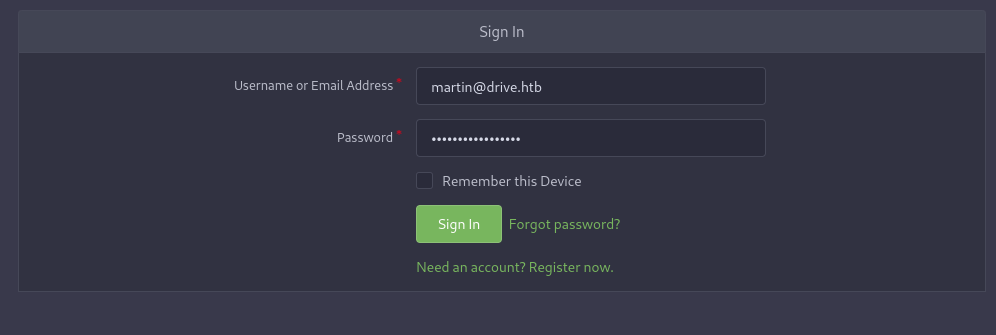 Sign In
Username or Email Address *
martin@drive.htb
Password *
•••••••••••••••••
Remember this Device
Sign In Forgot password?
Need an account? Register now.